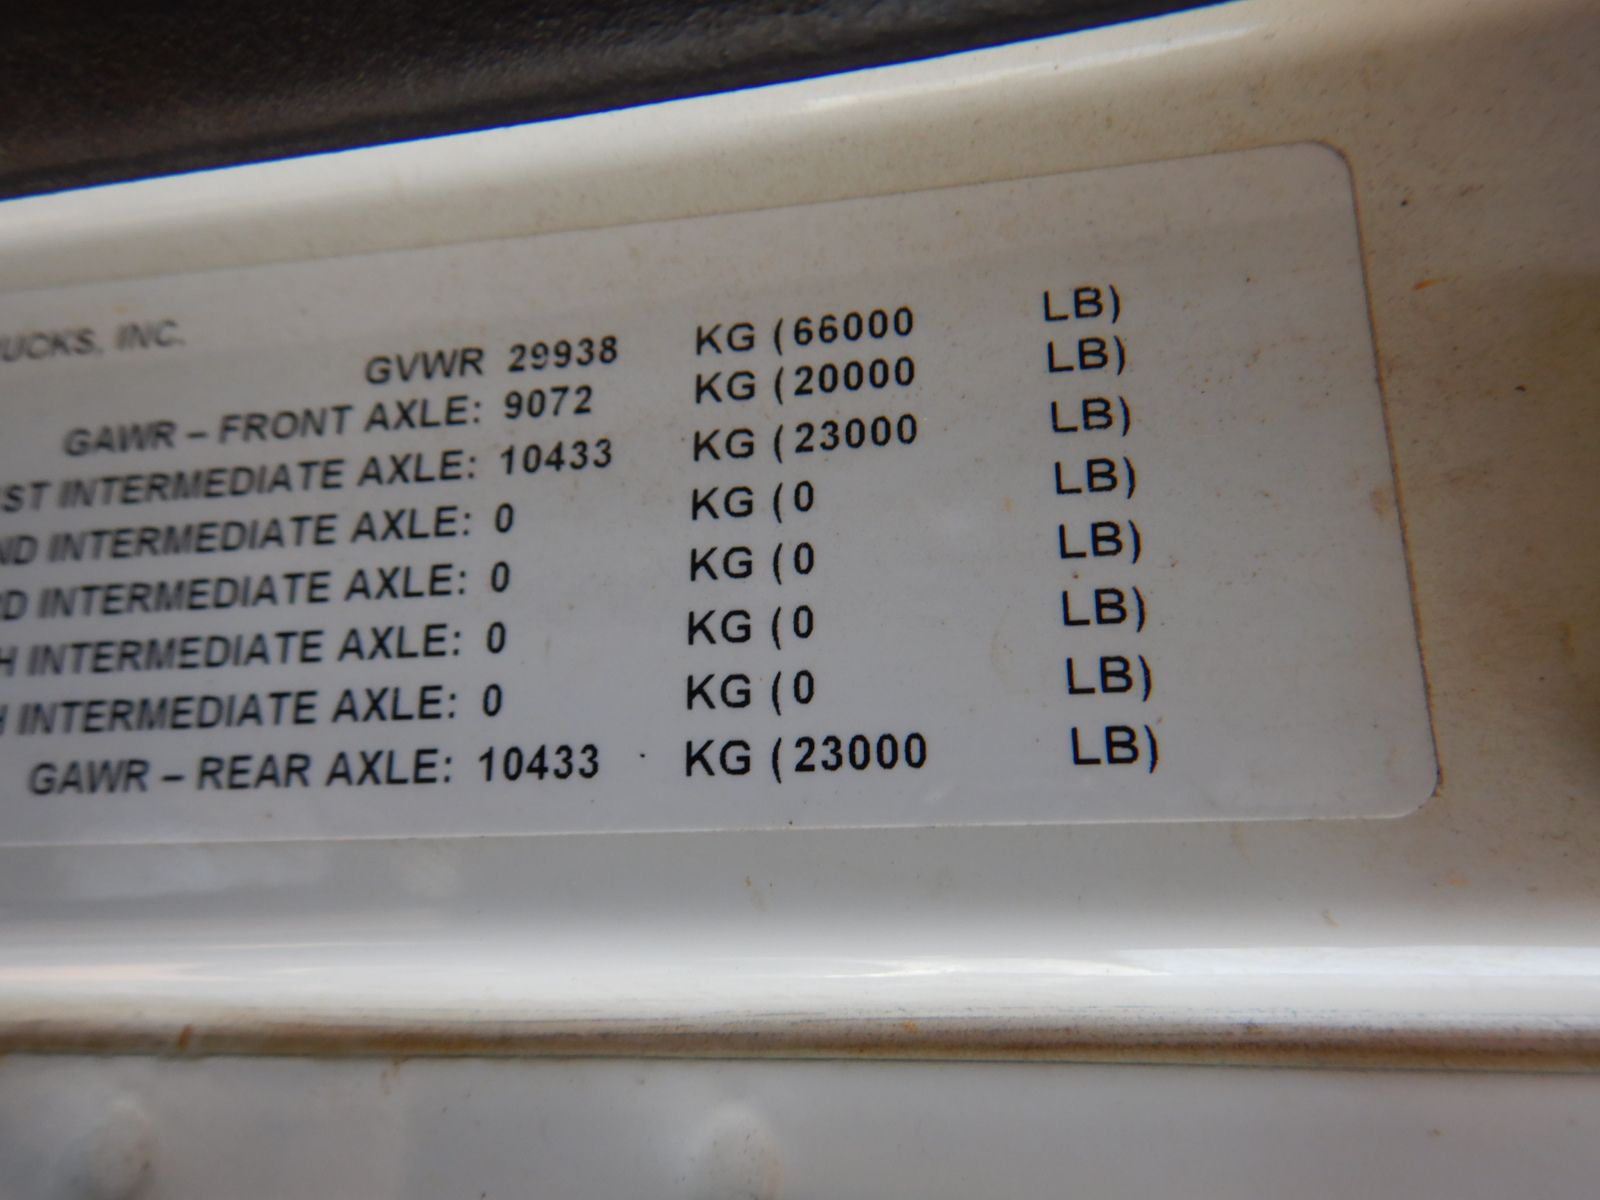 RUCKS, INC.
GVWR 29938 KG (66000 LB)
GAWR – FRONT AXLE: 9072 KG (20000 LB)
ST INTERMEDIATE AXLE: 10433 KG (23000 LB)
ND INTERMEDIATE AXLE: 0 KG (0 LB)
RD INTERMEDIATE AXLE: 0 KG (0 LB)
H INTERMEDIATE AXLE: 0 KG (0 LB)
H INTERMEDIATE AXLE: 0 KG (0 LB)
GAWR – REAR AXLE: 10433 KG (23000 LB)